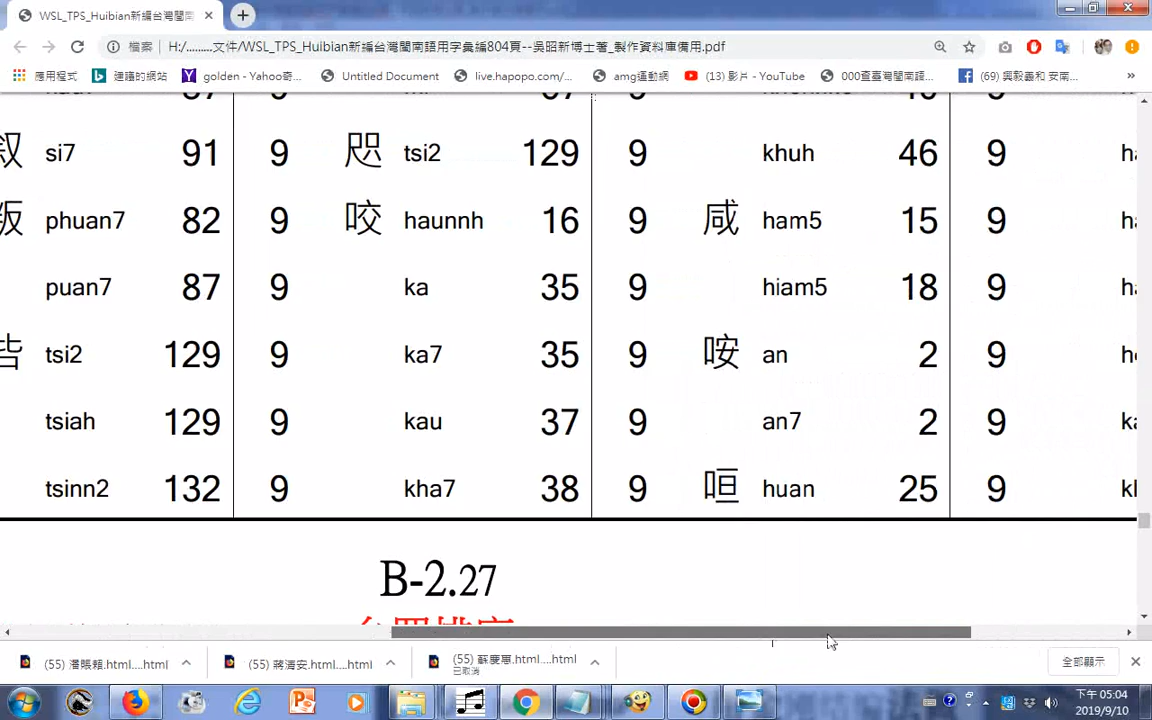 WSL_TPS_Huibian新編台灣閩南
檔案 | H:/.........文件/WSL_TPS_Huibian新編台灣閩南語用字彙編804頁--吳昭新博士著_製作資料庫備用.pdf
應用程式 建議的網站 golden - Yahoo奇... Untitled Document live.hapopo.com/... amg運動網 (13) 影片 - YouTube 000查臺灣閩南語... (69) 興毅義和 安南... »
si7 91 9 咫 tsi2 129 9 khuh 46 9
phuan7 82 9 咬 haunnh 16 9 咸 ham5 15 9
puan7 87 9 ka 35 9 hiam5 18 9
tsi2 129 9 ka7 35 9 咹 an 2 9
tsiah 129 9 kau 37 9 an7 2 9
tsinn2 132 9 kha7 38 9 咺 huan 25 9
B-2.27
(55) 潘賬賴.html....html (55) 蔣海安.html....html (55) 蘇慶軍.html....html 全部顯示
已取消
下午 05:04
2019/9/10